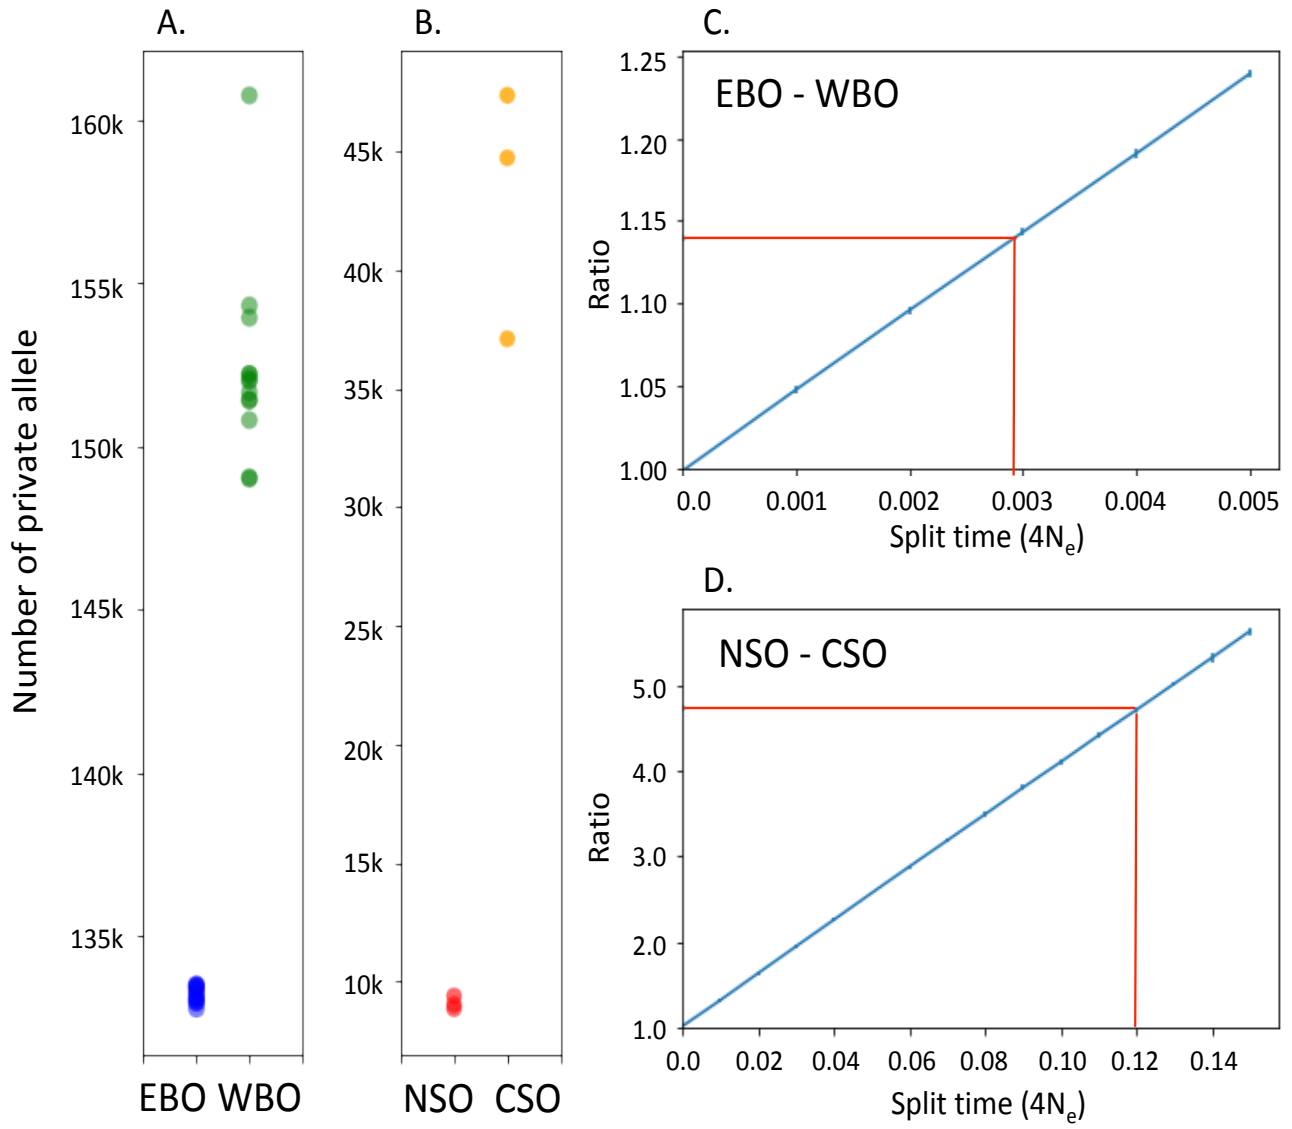 A.
Number of private allele
160k
155k
150k
145k
140k
135k
EBO WBO
B.
45k
40k
35k
30k
25k
20k
15k
10k
NSO CSO
C.
EBO - WBO
Ratio
1.25
1.20
1.15
1.10
1.05
1.00
0.0 0.001 0.002 0.003 0.004 0.005
Split time (4Ne)
D.
NSO - CSO
Ratio
5.0
4.0
3.0
2.0
1.0
0.0 0.02 0.04 0.06 0.08 0.10 0.12 0.14
Split time (4Ne)